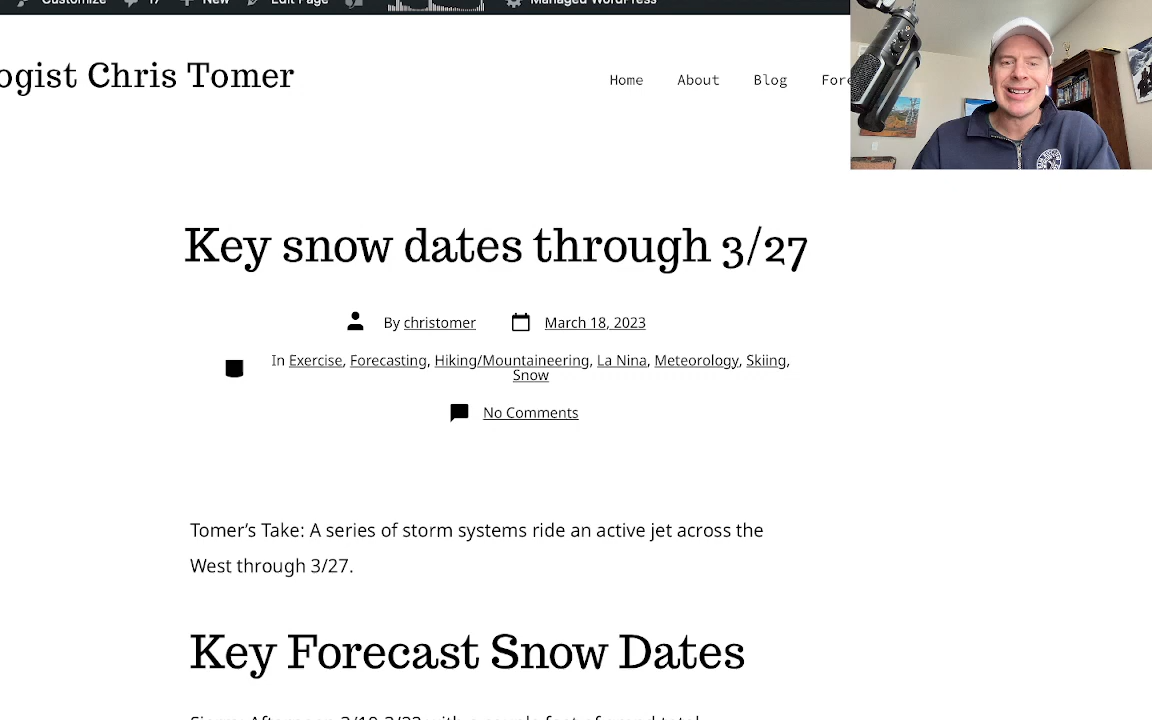 Customize 17 New Edit Page Managed WordPress
ogist Chris Tomer
Home About Blog Fore
Key snow dates through 3/27
By christomer March 18, 2023
In Exercise, Forecasting, Hiking/Mountaineering, La Nina, Meteorology, Skiing,
Snow
No Comments
Tomer’s Take: A series of storm systems ride an active jet across the
West through 3/27.
Key Forecast Snow Dates